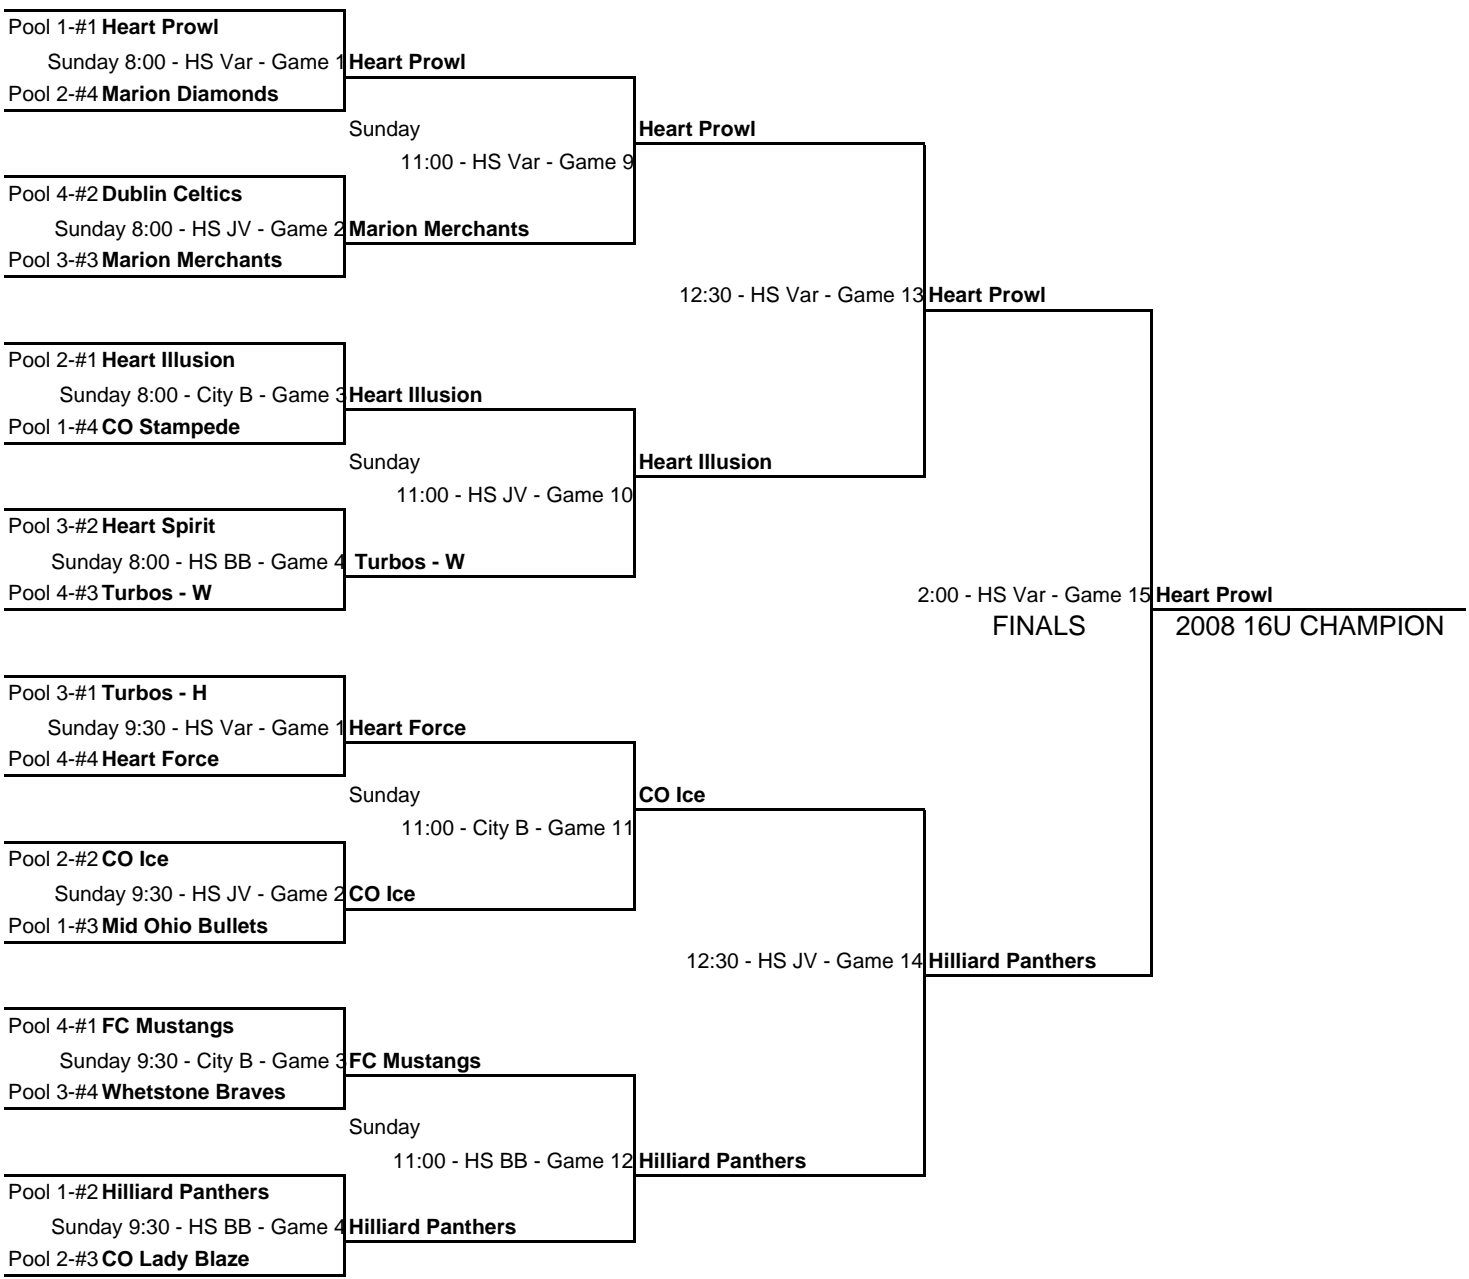 Pool 1-#1 Heart Prowl
Sunday 8:00 - HS Var - Game 1 Heart Prowl
Pool 2-#4 Marion Diamonds
Sunday Heart Prowl
11:00 - HS Var - Game 9
Pool 4-#2 Dublin Celtics
Sunday 8:00 - HS JV - Game 2 Marion Merchants
Pool 3-#3 Marion Merchants
12:30 - HS Var - Game 13 Heart Prowl
Pool 2-#1 Heart Illusion
Sunday 8:00 - City B - Game 3 Heart Illusion
Pool 1-#4 CO Stampede
Sunday Heart Illusion
11:00 - HS JV - Game 10
Pool 3-#2 Heart Spirit
Sunday 8:00 - HS BB - Game 4 Turbos - W
Pool 4-#3 Turbos - W
2:00 - HS Var - Game 15 Heart Prowl
FINALS 2008 16U CHAMPION
Pool 3-#1 Turbos - H
Sunday 9:30 - HS Var - Game 1 Heart Force
Pool 4-#4 Heart Force
Sunday CO Ice
11:00 - City B - Game 11
Pool 2-#2 CO Ice
Sunday 9:30 - HS JV - Game 2 CO Ice
Pool 1-#3 Mid Ohio Bullets
12:30 - HS JV - Game 14 Hilliard Panthers
Pool 4-#1 FC Mustangs
Sunday 9:30 - City B - Game 3 FC Mustangs
Pool 3-#4 Whetstone Braves
Sunday
11:00 - HS BB - Game 12 Hilliard Panthers
Pool 1-#2 Hilliard Panthers
Sunday 9:30 - HS BB - Game 4 Hilliard Panthers
Pool 2-#3 CO Lady Blaze